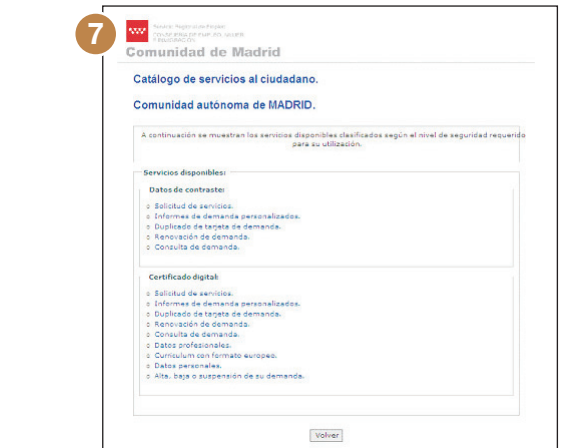 7
Servicio Regional de Empleo
Comunidad de Madrid
Catálogo de servicios al ciudadano.
Comunidad autónoma de MADRID.
A continuación se muestran los servicios disponibles clasificados según el nivel de seguridad requerido
para su utilización.
Servicios disponibles:
Datos de contraste:
Solicitud de servicios.
Informes de demanda personalizados.
Duplicado de tarjeta de demanda.
Renovación de demanda.
Consulta de demanda.
Certificado digital:
Solicitud de servicios.
Informes de demanda personalizados.
Duplicado de tarjeta de demanda.
Renovación de demanda.
Consulta de demanda.
Datos profesionales.
Curriculum con formato europeo.
Datos personales.
Alta, baja o suspensión de su demanda.
Volver